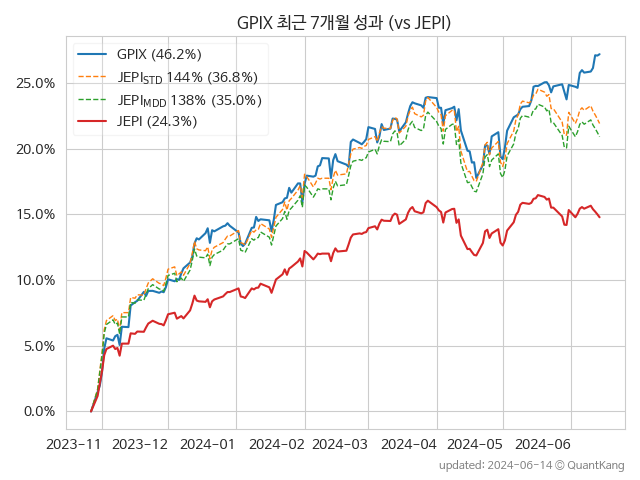 GPIX 최근 7개월 성과 (vs JEPI)
GPIX (46.2%)
JEPI_STD 144% (36.8%)
JEPI_MDD 138% (35.0%)
JEPI (24.3%)
25.0%
20.0%
15.0%
10.0%
5.0%
0.0%
2023−11 2023−12 2024−01 2024−02 2024−03 2024−04 2024−05 2024−06
updated: 2024-06-14 © QuantKang